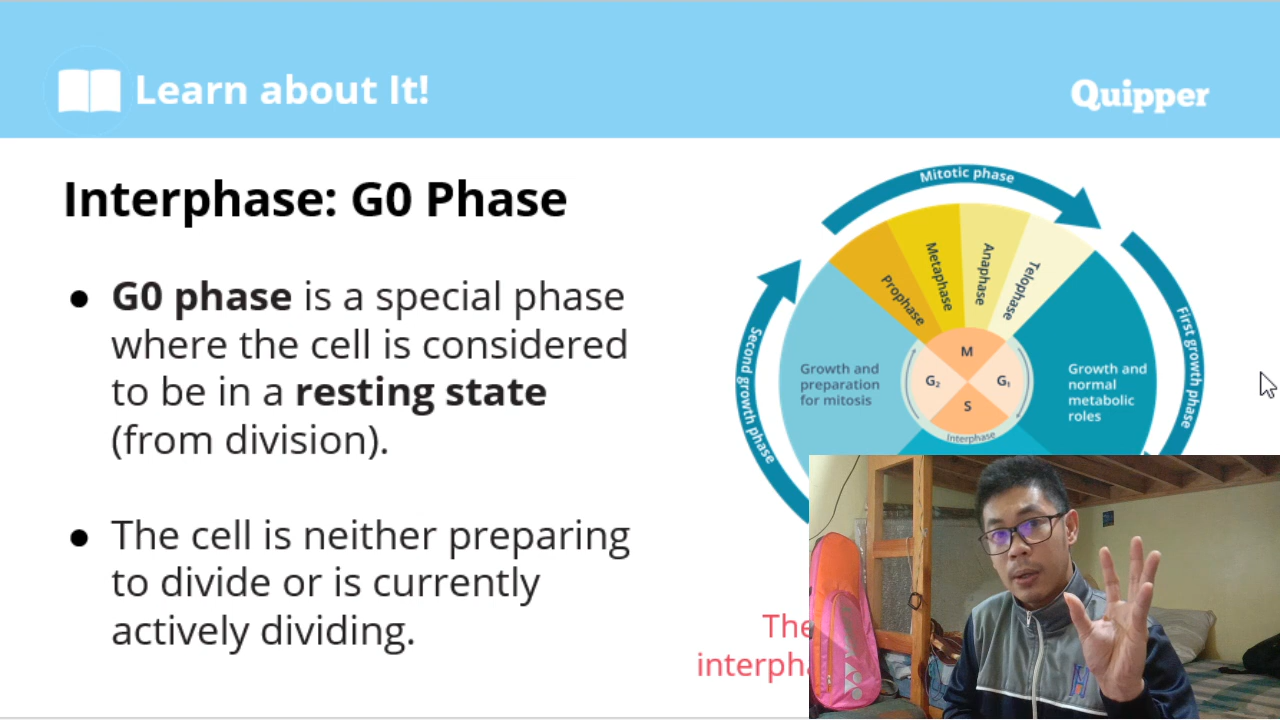 Learn about It!
Quipper
Interphase: G0 Phase
● G0 phase is a special phase
where the cell is considered
to be in a resting state
(from division).
● The cell is neither preparing
to divide or is currently
actively dividing.
Mitotic phase
Prophase
Metaphase
Anaphase
Telophase
Second growth phase
First growth phase
Growth and
preparation
for mitosis
M
G₂
G₁
S
Interphase
Growth and
normal
metabolic
roles
The
interpha